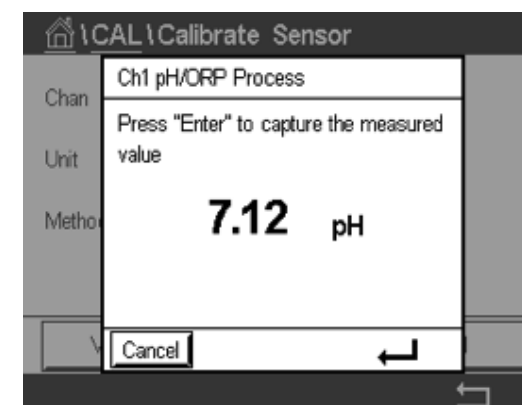 \CAL\Calibrate Sensor
Ch1 pH/ORP Process
Chan
Press "Enter" to capture the measured
value
Unit
7.12 pH
Metho
Cancel